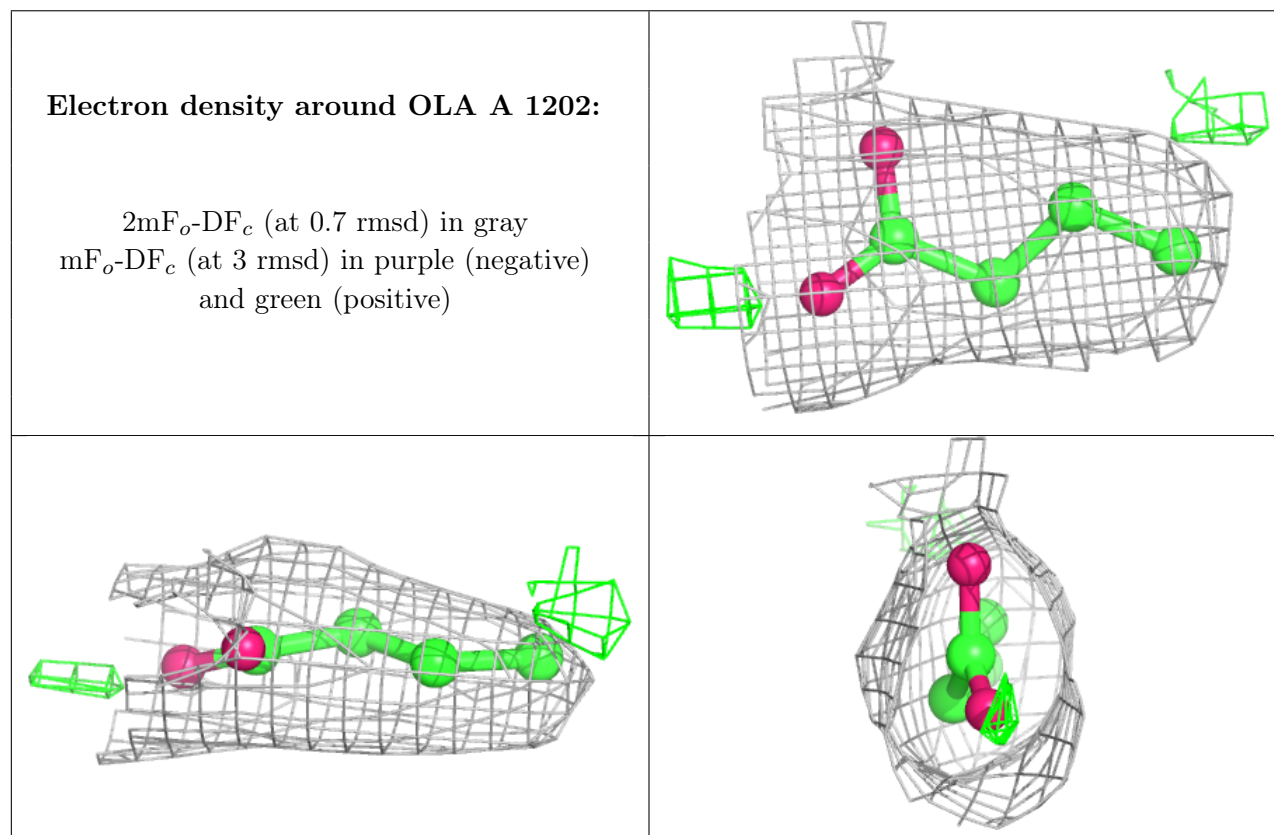 Electron density around OLA A 1202:
2mFo-DFc (at 0.7 rmsd) in gray
mFo-DFc (at 3 rmsd) in purple (negative)
and green (positive)